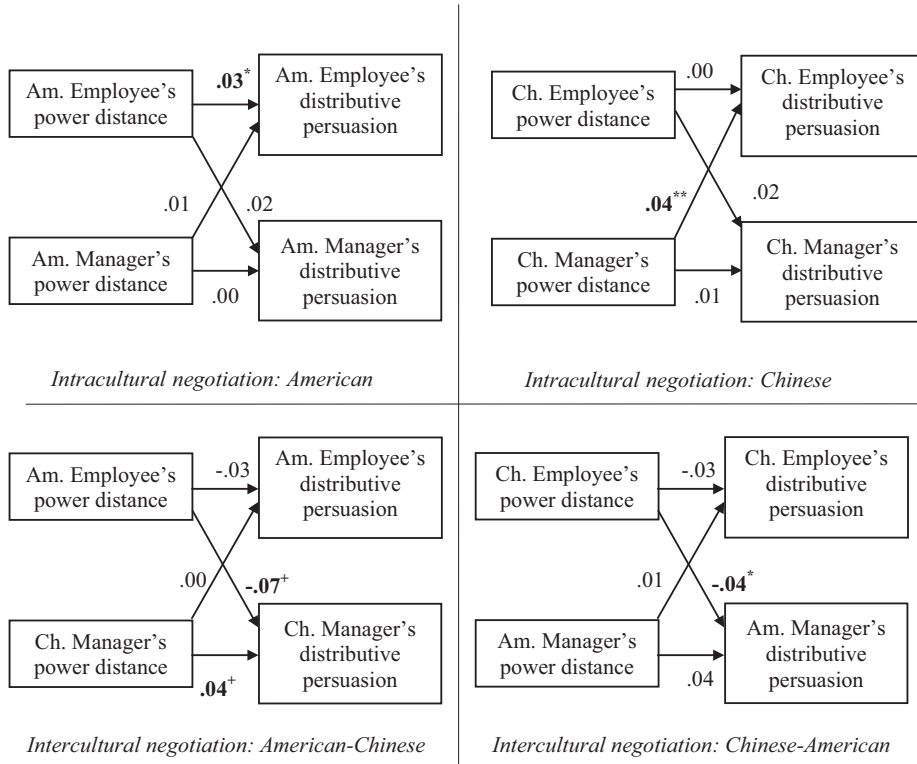 Am. Employee's
power distance
.03*
Am. Employee's
distributive
persuasion
.01
.02
Am. Manager's
power distance
.00
Am. Manager's
distributive
persuasion
Intracultural negotiation: American
Ch. Employee's
power distance
.00
Ch. Employee's
distributive
persuasion
.04**
.02
Ch. Manager's
power distance
.01
Ch. Manager's
distributive
persuasion
Intracultural negotiation: Chinese
Am. Employee's
power distance
-.03
Am. Employee's
distributive
persuasion
.00
-.07+
Ch. Manager's
power distance
.04+
Ch. Manager's
distributive
persuasion
Intercultural negotiation: American-Chinese
Ch. Employee's
power distance
-.03
Ch. Employee's
distributive
persuasion
.01
-.04*
Am. Manager's
power distance
.04
Am. Manager's
distributive
persuasion
Intercultural negotiation: Chinese-American